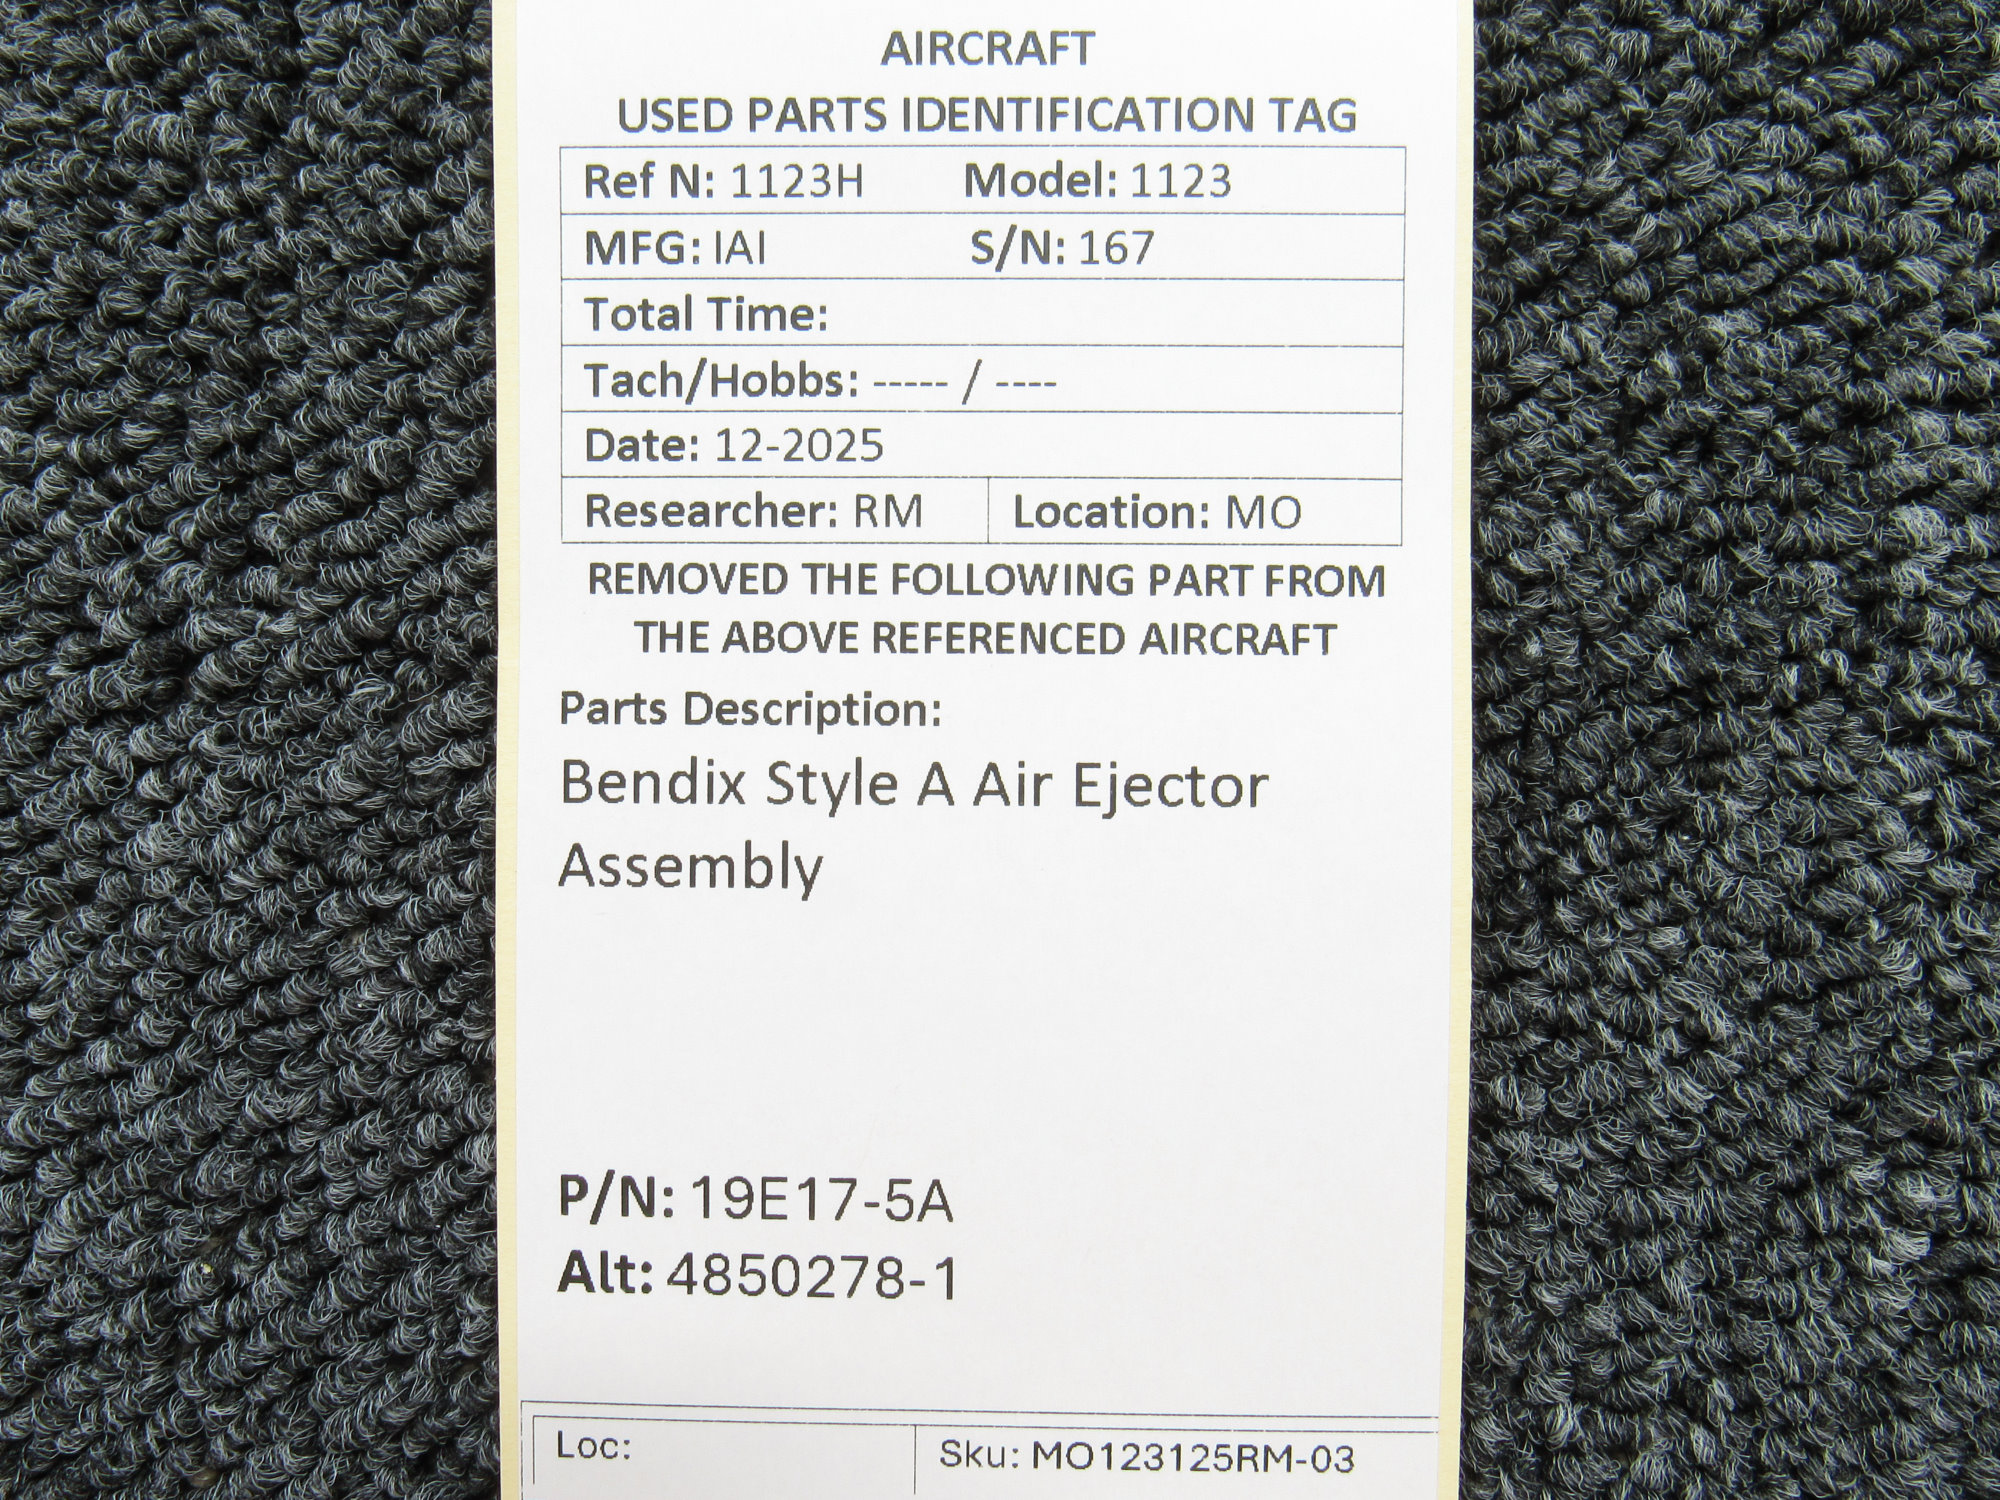 AIRCRAFT
USED PARTS IDENTIFICATION TAG
Ref N: 1123H Model: 1123
MFG: IAI S/N: 167
Total Time:
Tach/Hobbs: ----- / ----
Date: 12-2025
Researcher: RM Location: MO
REMOVED THE FOLLOWING PART FROM
THE ABOVE REFERENCED AIRCRAFT
Parts Description:
Bendix Style A Air Ejector
Assembly
P/N: 19E17-5A
Alt: 4850278-1
Loc: Sku: MO123125RM-03